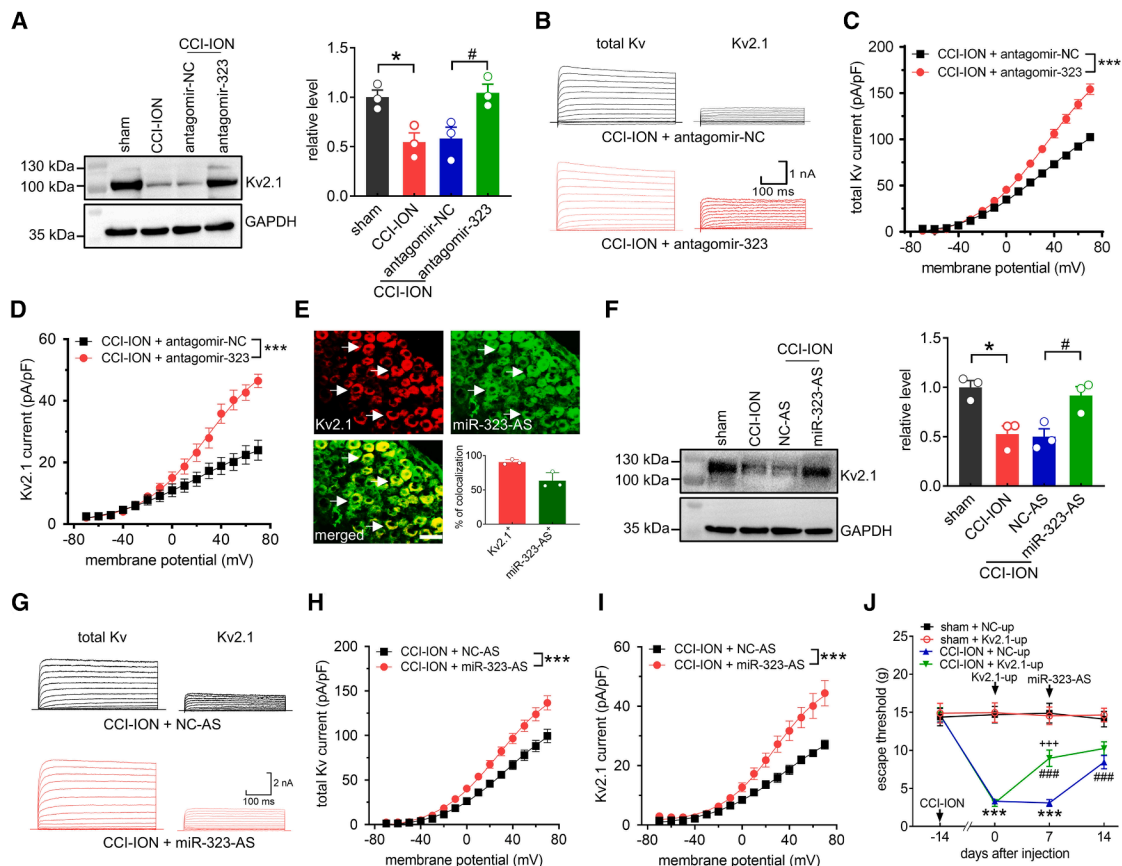 A
CCI-ION
sham
CCI-ION
antagomir-NC
antagomir-323
130 kDa
100 kDa
Kv2.1
35 kDa
GAPDH
relative level
1.5
1.0
0.5
0.0
*
#
sham
CCI-ION
antagomir-NC
antagomir-323
CCI-ION
B
total Kv
Kv2.1
CCI-ION + antagomir-NC
1 nA
100 ms
CCI-ION + antagomir-323
C
total Kv current (pA/pF)
200
150
100
50
0
CCI-ION + antagomir-NC
CCI-ION + antagomir-323
***
-80
-40
0
40
80
membrane potential (mV)
D
Kv2.1 current (pA/pF)
60
40
20
0
CCI-ION + antagomir-NC
CCI-ION + antagomir-323
***
-80
-40
0
40
80
membrane potential (mV)
E
Kv2.1
miR-323-AS
merged
% of colocalization
100
50
0
Kv2.1+
miR-323-AS+
F
CCI-ION
sham
CCI-ION
NC-AS
miR-323-AS
130 kDa
100 kDa
Kv2.1
35 kDa
GAPDH
relative level
1.5
1.0
0.5
0.0
*
#
sham
CCI-ION
NC-AS
miR-323-AS
CCI-ION
G
total Kv
Kv2.1
CCI-ION + NC-AS
2 nA
100 ms
CCI-ION + miR-323-AS
H
total Kv current (pA/pF)
200
150
100
50
0
CCI-ION + NC-AS
CCI-ION + miR-323-AS
***
-80
-40
0
40
80
membrane potential (mV)
I
Kv2.1 current (pA/pF)
60
40
20
0
CCI-ION + NC-AS
CCI-ION + miR-323-AS
***
-80
-40
0
40
80
membrane potential (mV)
J
sham + NC-up
sham + Kv2.1-up
CCI-ION + NC-up
CCI-ION + Kv2.1-up
Kv2.1-up
miR-323-AS
escape threshold (g)
25
20
15
10
5
0
CCI-ION
***
***
+++
###
###
-14
0
7
14
days after injection